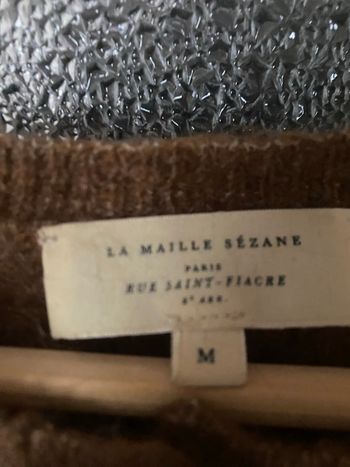 LA MAILLE SÉZANE
PARIS
RUE SAINT-FIACRE
2e ARR.
M